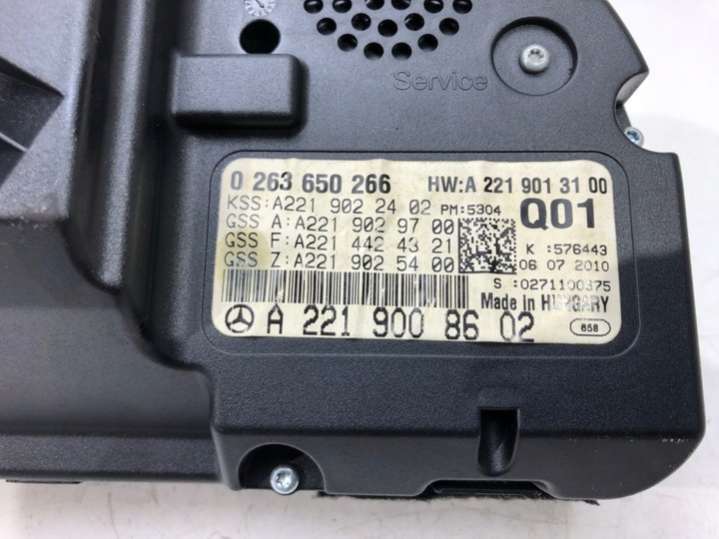 Service
0 263 650 266 HW:A 221 901 31 00
KSS:A221 902 24 02 PM:5304 Q01
GSS A:A221 902 97 00
GSS F:A221 442 43 21 K :576443
GSS Z:A221 902 54 00 06 07 2010
S :0271100375
Made in HUNGARY
A 221 900 86 02 658